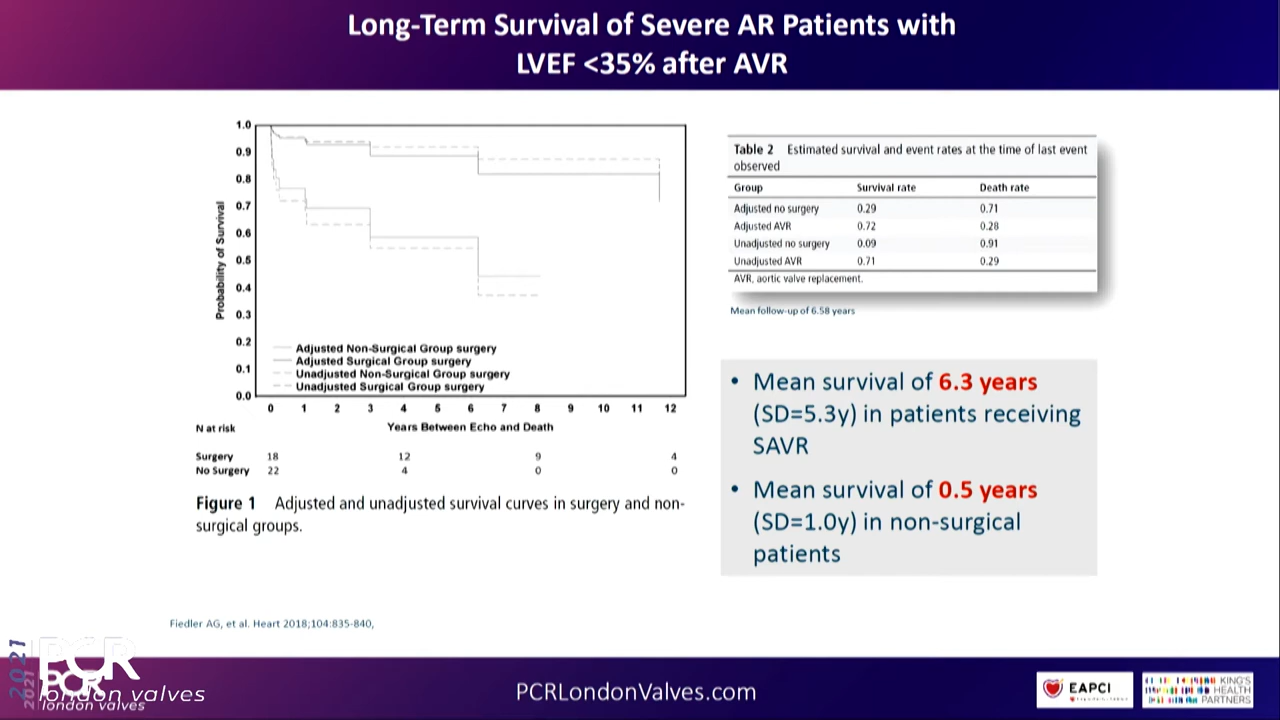 Long-Term Survival of Severe AR Patients with
LVEF <35% after AVR
1.0
0.9
0.8
0.7
0.6
0.5
0.4
0.3
0.2
0.1
0.0
Probability of Survival
Adjusted Non-Surgical Group surgery
Adjusted Surgical Group surgery
Unadjusted Non-Surgical Group surgery
Unadjusted Surgical Group surgery
0 1 2 3 4 5 6 7 8 9 10 11 12
N at risk Years Between Echo and Death
Surgery 18 12 9 4
No Surgery 22 4 0 0
Figure 1 Adjusted and unadjusted survival curves in surgery and non-
surgical groups.
Table 2 Estimated survival and event rates at the time of last event
observed
Group Survival rate Death rate
Adjusted no surgery 0.29 0.71
Adjusted AVR 0.72 0.28
Unadjusted no surgery 0.09 0.91
Unadjusted AVR 0.71 0.29
AVR, aortic valve replacement.
Mean follow-up of 6.58 years
• Mean survival of 6.3 years
(SD=5.3y) in patients receiving
SAVR
• Mean survival of 0.5 years
(SD=1.0y) in non-surgical
patients
Fiedler AG, et al. Heart 2018;104:835-840,
2021
PCR
london valves
2021
PCR
london valves
PCRLondonValves.com
EAPCI
KING'S
HEALTH
PARTNERS